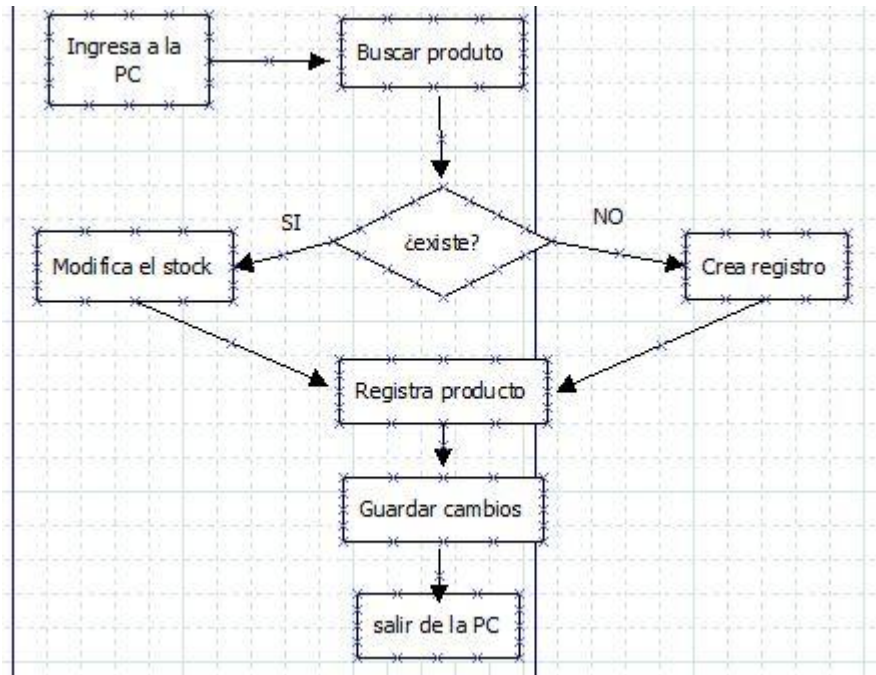 Ingresa a la
PC
Buscar produto
¿existe?
SI
NO
Modifica el stock
Crea registro
Registra producto
Guardar cambios
salir de la PC